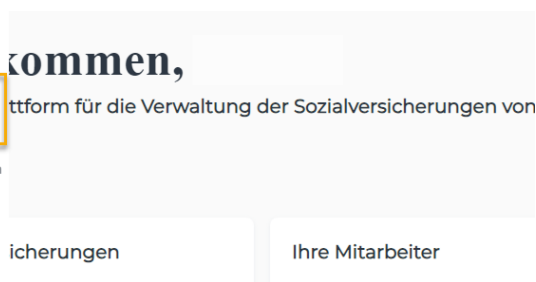 kommen,
ttform für die Verwaltung der Sozialversicherungen von
icherungen
Ihre Mitarbeiter